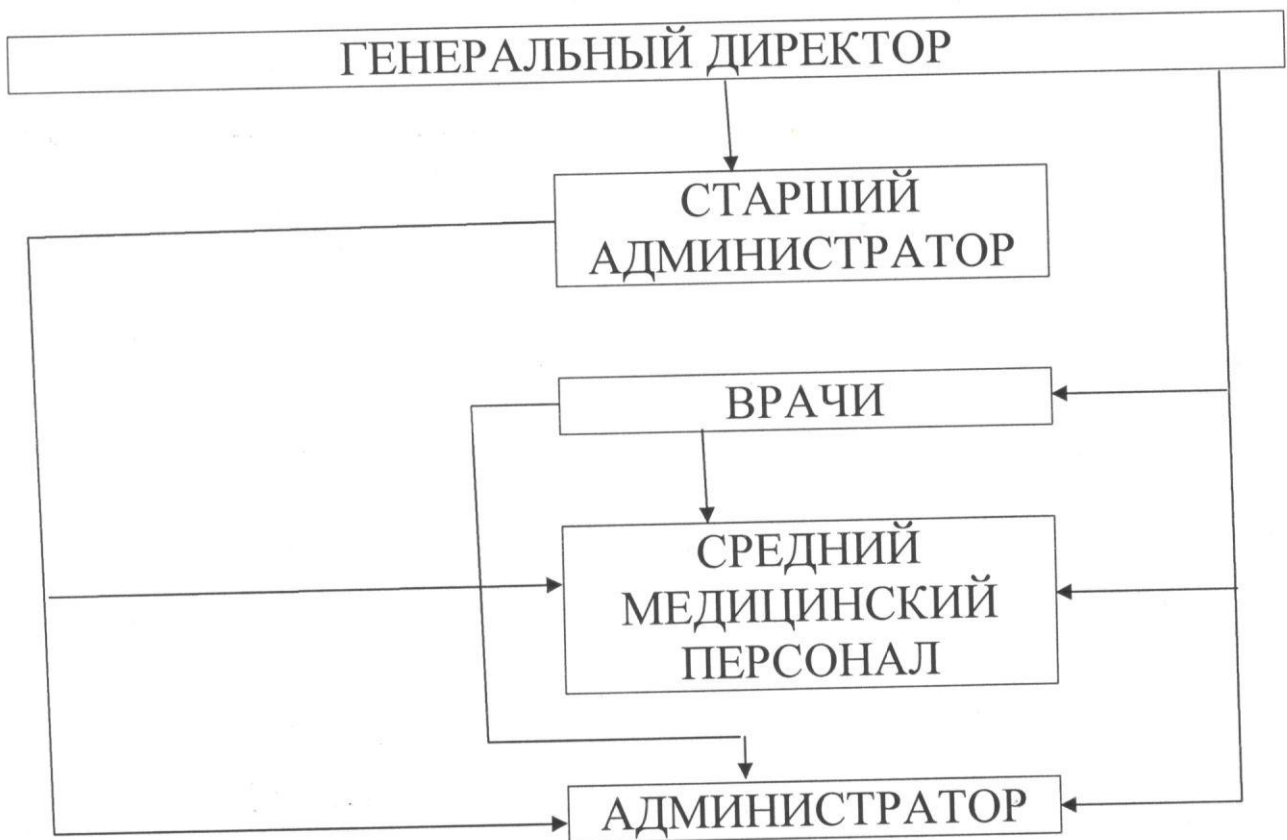 ГЕНЕРАЛЬНЫЙ ДИРЕКТОР
СТАРШИЙ
АДМИНИСТРАТОР
ВРАЧИ
СРЕДНИЙ
МЕДИЦИНСКИЙ
ПЕРСОНАЛ
АДМИНИСТРАТОР